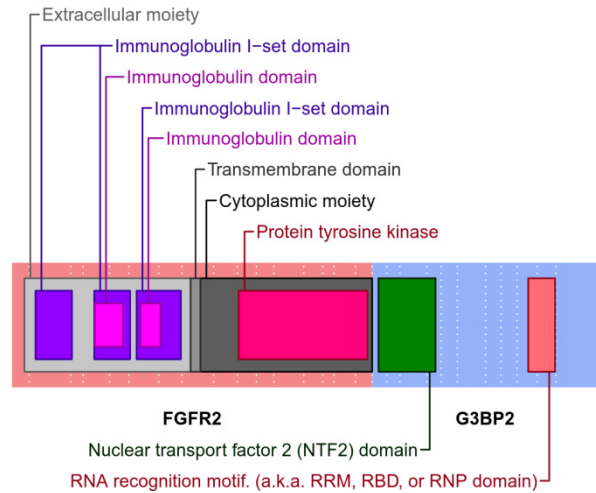 Extracellular moiety
Immunoglobulin I−set domain
Immunoglobulin domain
Immunoglobulin I−set domain
Immunoglobulin domain
Transmembrane domain
Cytoplasmic moiety
Protein tyrosine kinase
FGFR2 G3BP2
Nuclear transport factor 2 (NTF2) domain
RNA recognition motif. (a.k.a. RRM, RBD, or RNP domain)